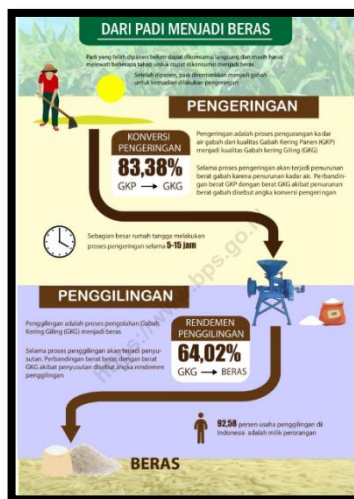 DARI PADI MENJADI BERAS
Padi yang telah dipanen belum dapat dikonsumsi langsung dan masih harus
melewati beberapa tahap untuk dapat dikonsumsi menjadi beras
Setelah dipanen, padi dirontokkan menjadi gabah
untuk kemudian dilakukan pengeringan
PENGERINGAN
KONVERSI
PENGERINGAN
83,38%
GKP → GKG
Pengeringan adalah proses pengurangan kadar
air gabah dari kualitas Gabah Kering Panen (GKP)
menjadi kualitas Gabah kering Giling (GKG)
Selama proses pengeringan akan terjadi penurunan
berat gabah karena penurunan kadar air. Perbandin-
gan berat GKP dengan berat GKG akibat penurunan
berat gabah disebut angka konversi pengeringan
Sebagian besar rumah tangga melakukan
proses pengeringan selama 5-15 jam
PENGGILINGAN
Penggilingan adalah proses pengolahan Gabah
Kering Giling (GKG) menjadi beras
Selama proses penggilingan akan terjadi penyu-
sutan. Perbandingan berat beras dengan berat
GKG akibat penyusutan disebut angka rendemen
penggilingan
RENDEMEN
PENGGILINGAN
64,02%
GKG → BERAS
92,58 persen usaha penggilingan di
Indonesia adalah milik perorangan
BERAS